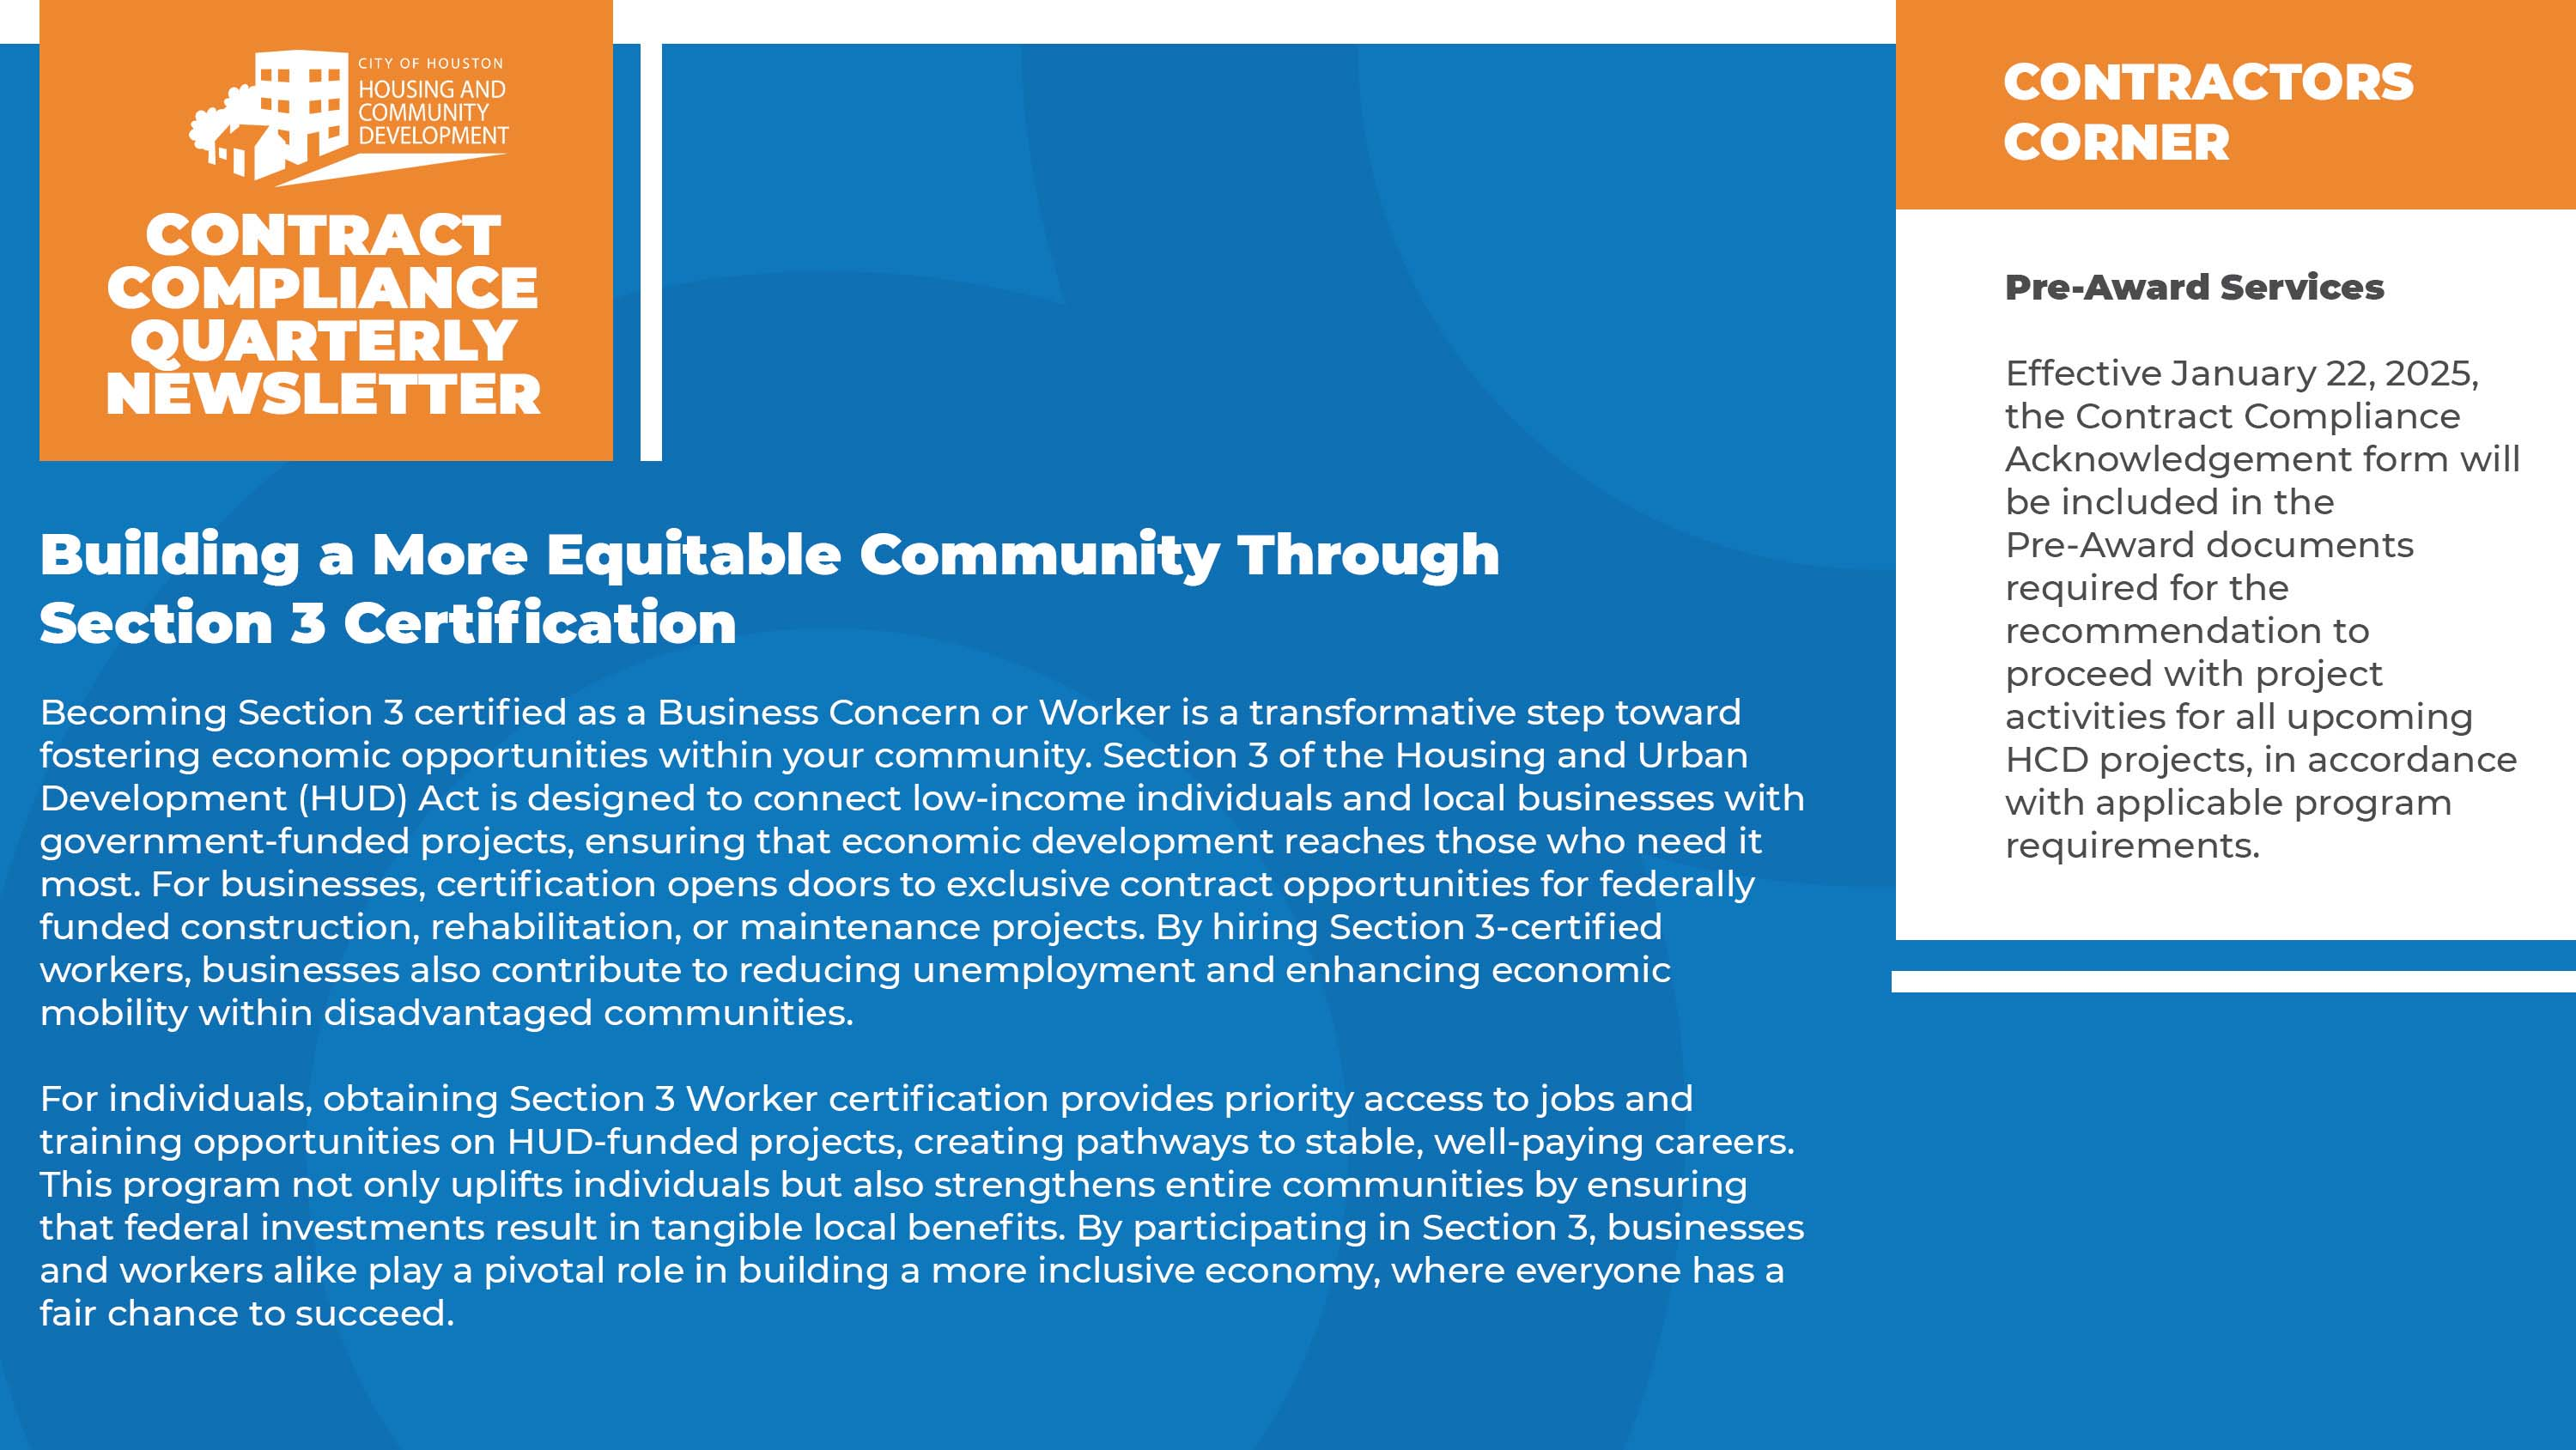 CITY OF HOUSTON
HOUSING AND
COMMUNITY
DEVELOPMENT
CONTRACT
COMPLIANCE
QUARTERLY
NEWSLETTER
Building a More Equitable Community Through
Section 3 Certification
Becoming Section 3 certified as a Business Concern or Worker is a transformative step toward
fostering economic opportunities within your community. Section 3 of the Housing and Urban
Development (HUD) Act is designed to connect low-income individuals and local businesses with
government-funded projects, ensuring that economic development reaches those who need it
most. For businesses, certification opens doors to exclusive contract opportunities for federally
funded construction, rehabilitation, or maintenance projects. By hiring Section 3-certified
workers, businesses also contribute to reducing unemployment and enhancing economic
mobility within disadvantaged communities.
For individuals, obtaining Section 3 Worker certification provides priority access to jobs and
training opportunities on HUD-funded projects, creating pathways to stable, well-paying careers.
This program not only uplifts individuals but also strengthens entire communities by ensuring
that federal investments result in tangible local benefits. By participating in Section 3, businesses
and workers alike play a pivotal role in building a more inclusive economy, where everyone has a
fair chance to succeed.
CONTRACTORS
CORNER
Pre-Award Services
Effective January 22, 2025,
the Contract Compliance
Acknowledgement form will
be included in the
Pre-Award documents
required for the
recommendation to
proceed with project
activities for all upcoming
HCD projects, in accordance
with applicable program
requirements.